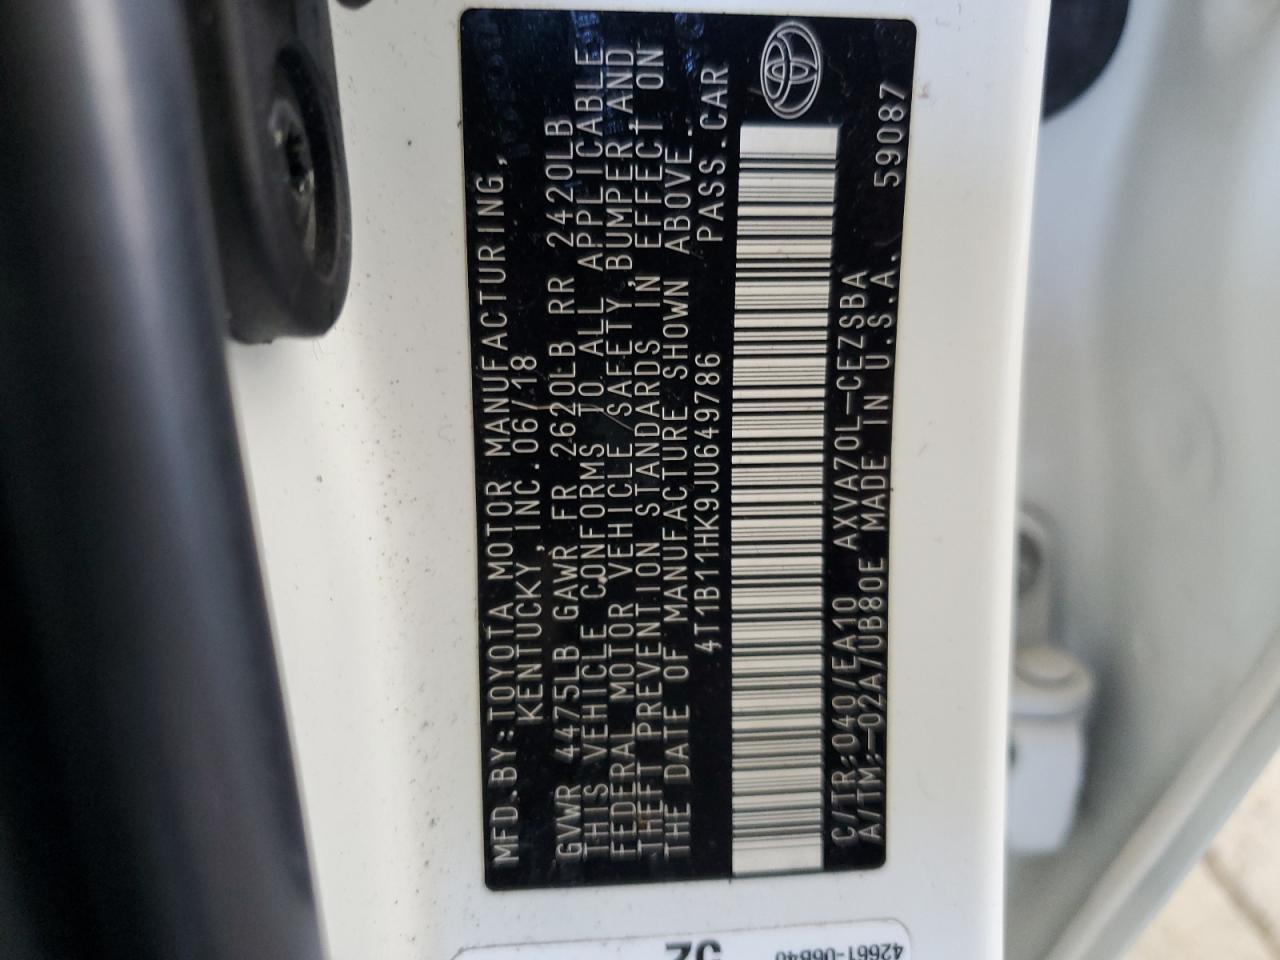 MFD.BY:TOYOTA MOTOR MANUFACTURING,
KENTUCKY,INC.06/18
GVWR 4475LB GAWR FR 2620LB RR 2420LB
THIS VEHICLE CONFORMS TO ALL APPLICABLE
FEDERAL MOTOR VEHICLE/SAFETY,BUMPER,AND
THEFT PREVENTION STANDARDS IN EFFECT ON
THE DATE OF MANUFACTURE SHOWN ABOVE.
4T1B11HK9JU649786 PASS.CAR
C/TR:040/EA10 AXVA70L-CEZSBA
A/TM:-02A/UB80E MADE IN U.S.A. 59087
42661-06B40